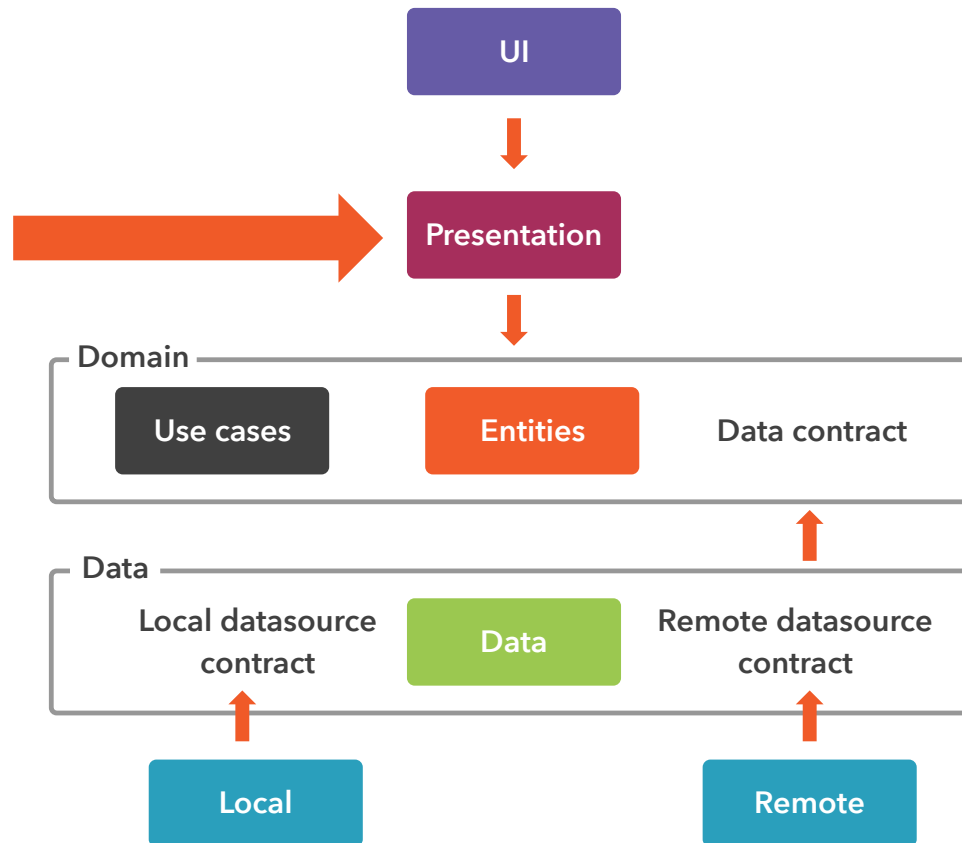 UI
Presentation
Domain
Use cases
Entities
Data contract
Data
Local datasource
contract
Data
Remote datasource
contract
Local
Remote